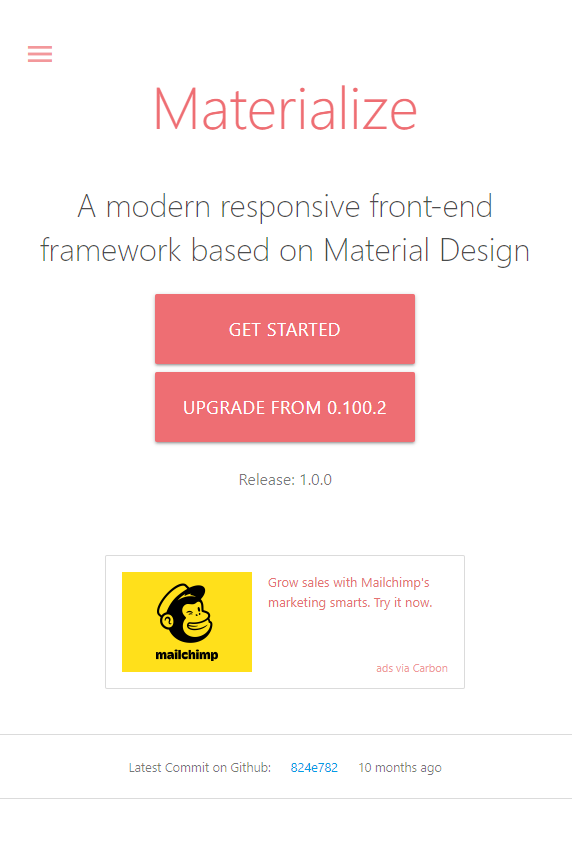 Materialize
A modern responsive front-end
framework based on Material Design
GET STARTED
UPGRADE FROM 0.100.2
Release: 1.0.0
Grow sales with Mailchimp's
marketing smarts. Try it now.
mailchimp
ads via Carbon
Latest Commit on Github: 824e782 10 months ago